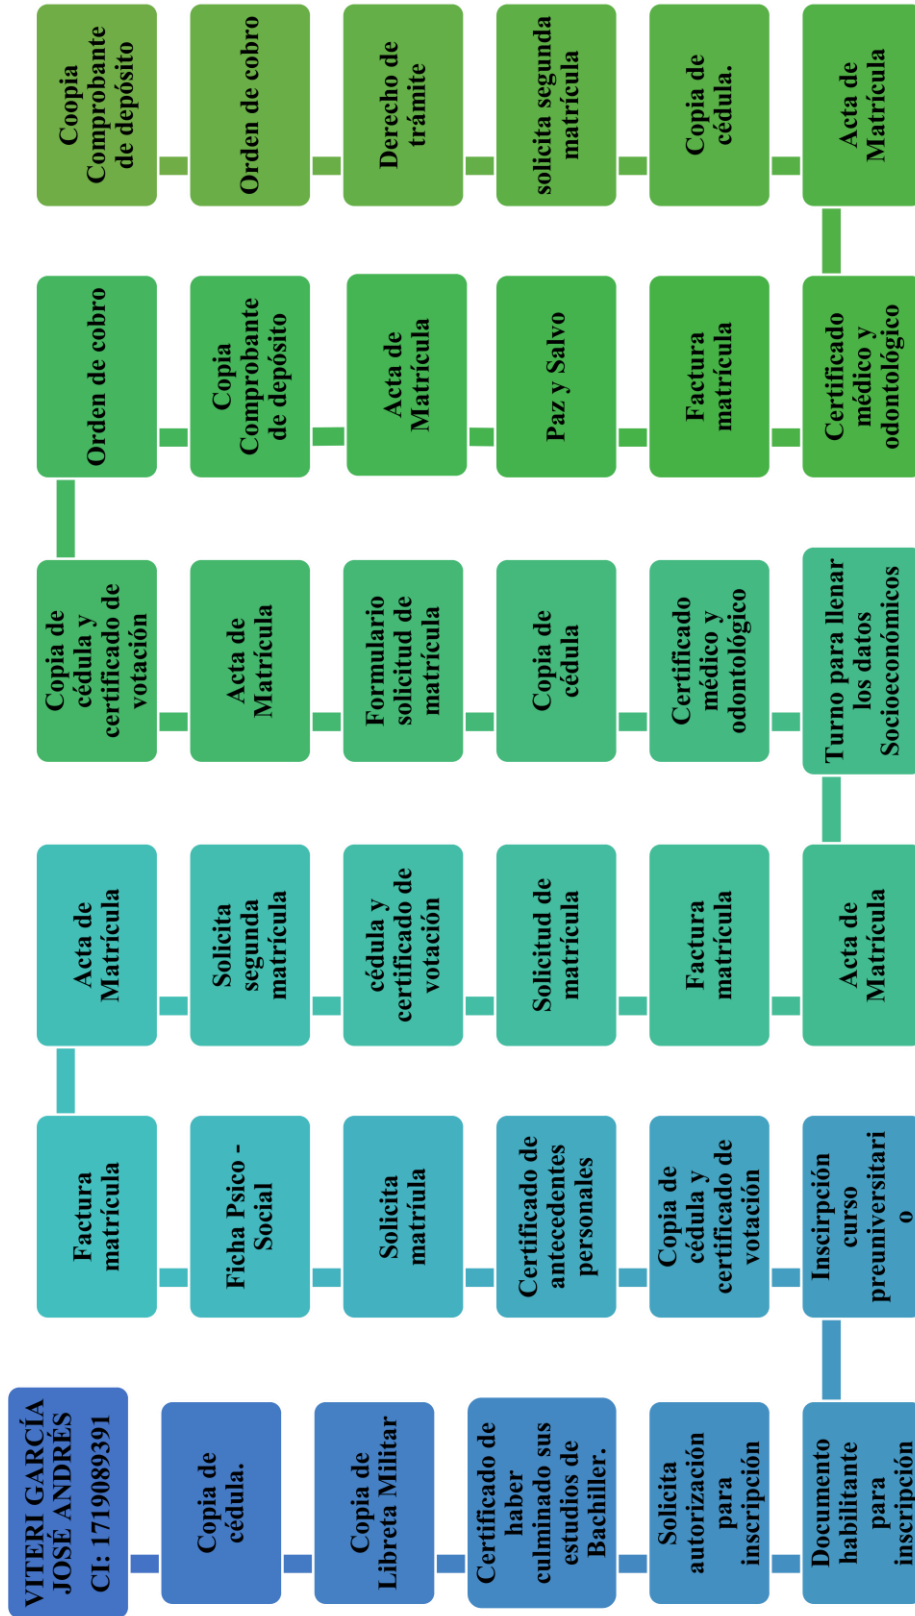 VITERI GARCÍA
JOSÉ ANDRÉS
CI: 1719089391
Copia de
cédula.
Copia de
Libreta Militar
Certificado de
haber
culminado sus
estudios de
Bachiller.
Solicita
autorización
para
inscripción
Documento
habilitante
para
inscripción
Inscirpción
curso
preuniversitari
o
Copia de
cédula y
certificado de
votación
Certificado de
antecedentes
personales
Solicita
matríula
Ficha Psico -
Social
Factura
matrícula
Acta de
Matrícula
Solicita
segunda
matrícula
cédula y
certificado de
votación
Solicitud de
matrícula
Factura
matrícula
Acta de
Matrícula
Turno para llenar
los datos
Socioeconómicos
Certificado
médico y
odontológico
Copia de
cédula
Formulario
solicitud de
matrícula
Acta de
Matrícula
Copia de
cédula y
certificado de
votación
Orden de cobro
Copia
Comprobante
de depósito
Acta de
Matrícula
Paz y Salvo
Factura
matrícula
Certificado
médico y
odontológico
Acta de
Matrícula
Copia de
cédula.
solicita segunda
matrícula
Derecho de
trámite
Orden de cobro
Coopia
Comprobante
de depósito